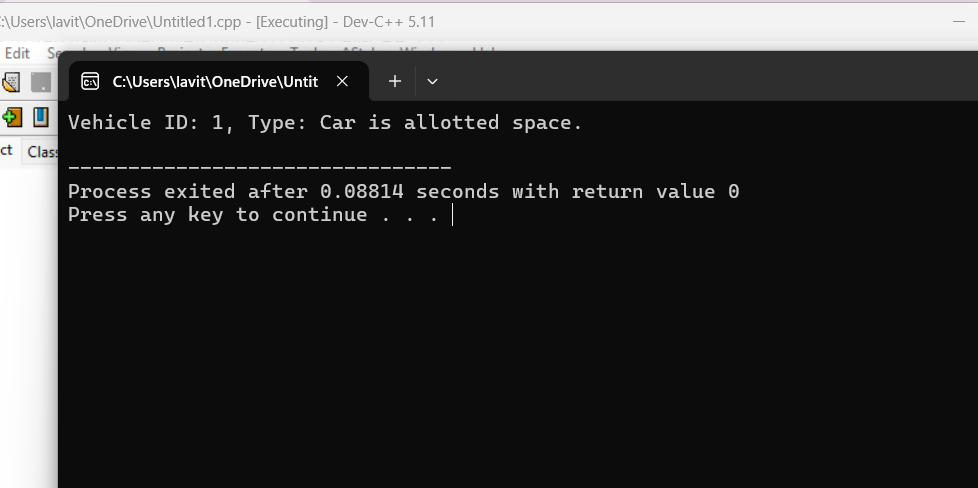 :\Users\lavit\OneDrive\Untitled1.cpp - [Executing] - Dev-C++ 5.11
Edit
C:\Users\lavit\OneDrive\Untit
ct Clas
Vehicle ID: 1, Type: Car is allotted space.
--------------------------------
Process exited after 0.08814 seconds with return value 0
Press any key to continue . . .